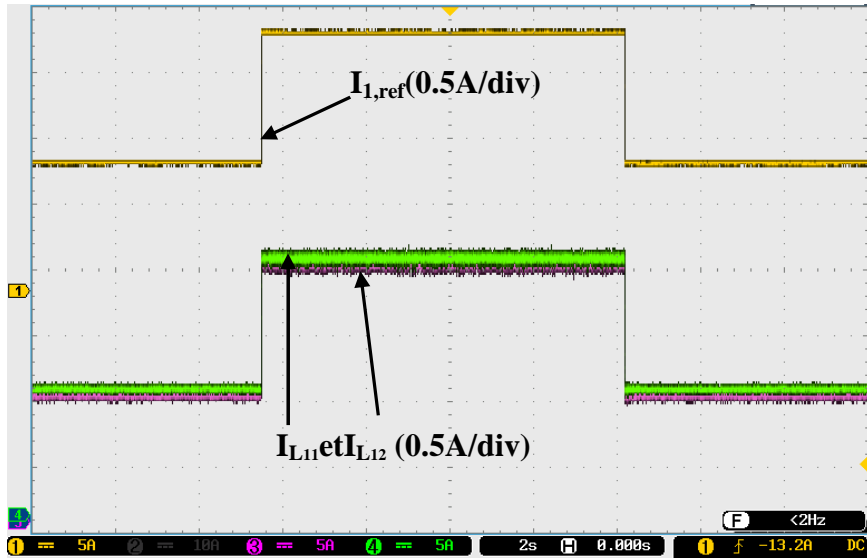 I1,ref(0.5A/div)
1
IL11etIL12 (0.5A/div)
4
F <2Hz
1 5A 2 10A 3 5A 4 5A 2s H 0.000s 1 -13.2A DC